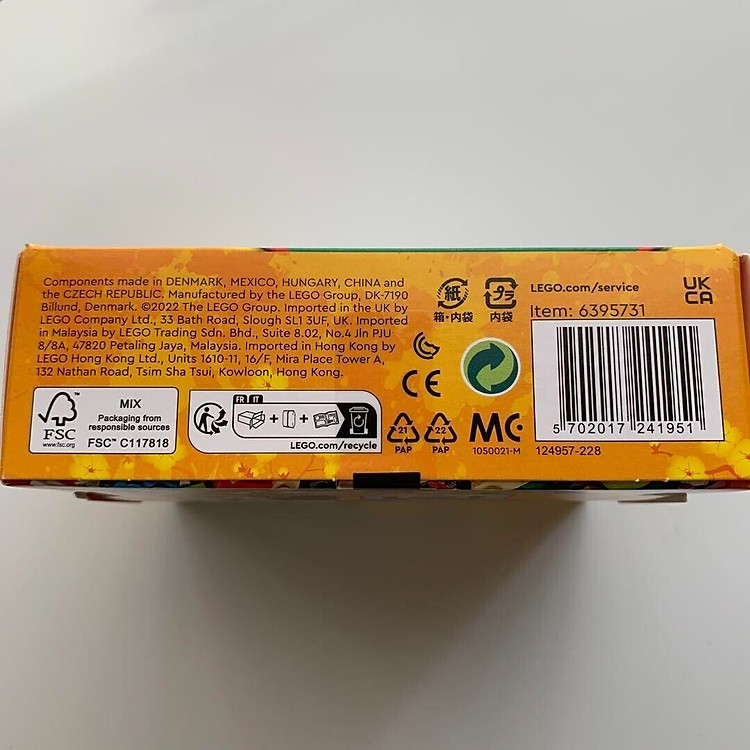 Components made in DENMARK, MEXICO, HUNGARY, CHINA and
the CZECH REPUBLIC. Manufactured by the LEGO Group, DK-7190
Billund, Denmark. ©2022 The LEGO Group. Imported in the UK by
LEGO Company Ltd., 33 Bath Road, Slough SL1 3UF, UK. Imported
in Malaysia by LEGO Trading Sdn. Bhd., Suite 8.02, No.4 Jln PJU
8/8A, 47820 Petaling Jaya, Malaysia. Imported in Hong Kong by
LEGO Hong Kong Ltd., Units 1610-11, 16/F, Mira Place Tower A,
132 Nathan Road, Tsim Sha Tsui, Kowloon, Hong Kong.
FSC™
www.fsc.org
MIX
Packaging from
responsible sources
FSC™ C117818
FR IT
+ +
LEGO.com/recycle
紙
箱・内袋
プラ
内袋
CE
21
PAP
22
PAP
MC
1050021-M
LEGO.com/service
Item: 6395731
UK
CA
5 702017 241951
124957-228